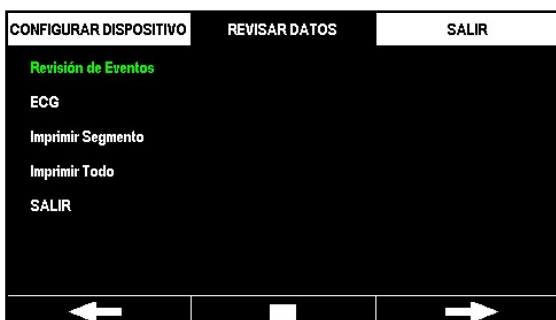 CONFIGURAR DISPOSITIVO REVISAR DATOS SALIR
Revisión de Eventos
ECG
Imprimir Segmento
Imprimir Todo
SALIR